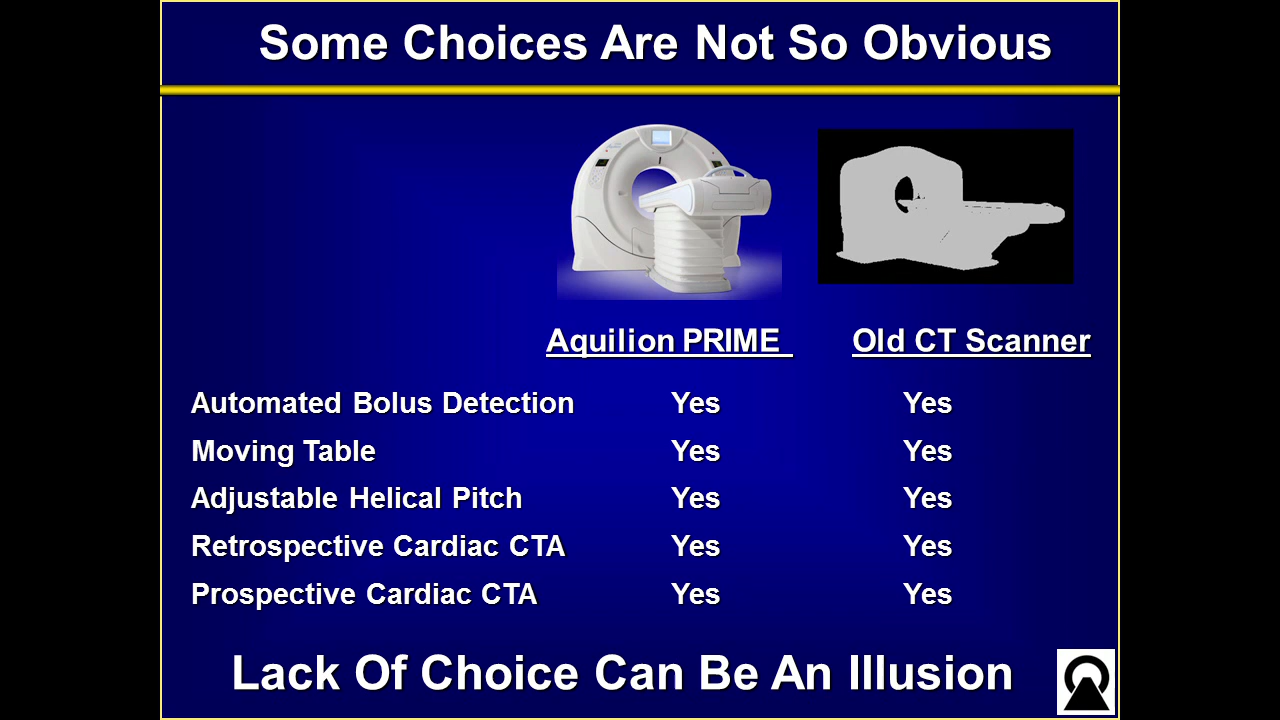 Some Choices Are Not So Obvious
Aquilion PRIME Old CT Scanner
Automated Bolus Detection Yes Yes
Moving Table Yes Yes
Adjustable Helical Pitch Yes Yes
Retrospective Cardiac CTA Yes Yes
Prospective Cardiac CTA Yes Yes
Lack Of Choice Can Be An Illusion